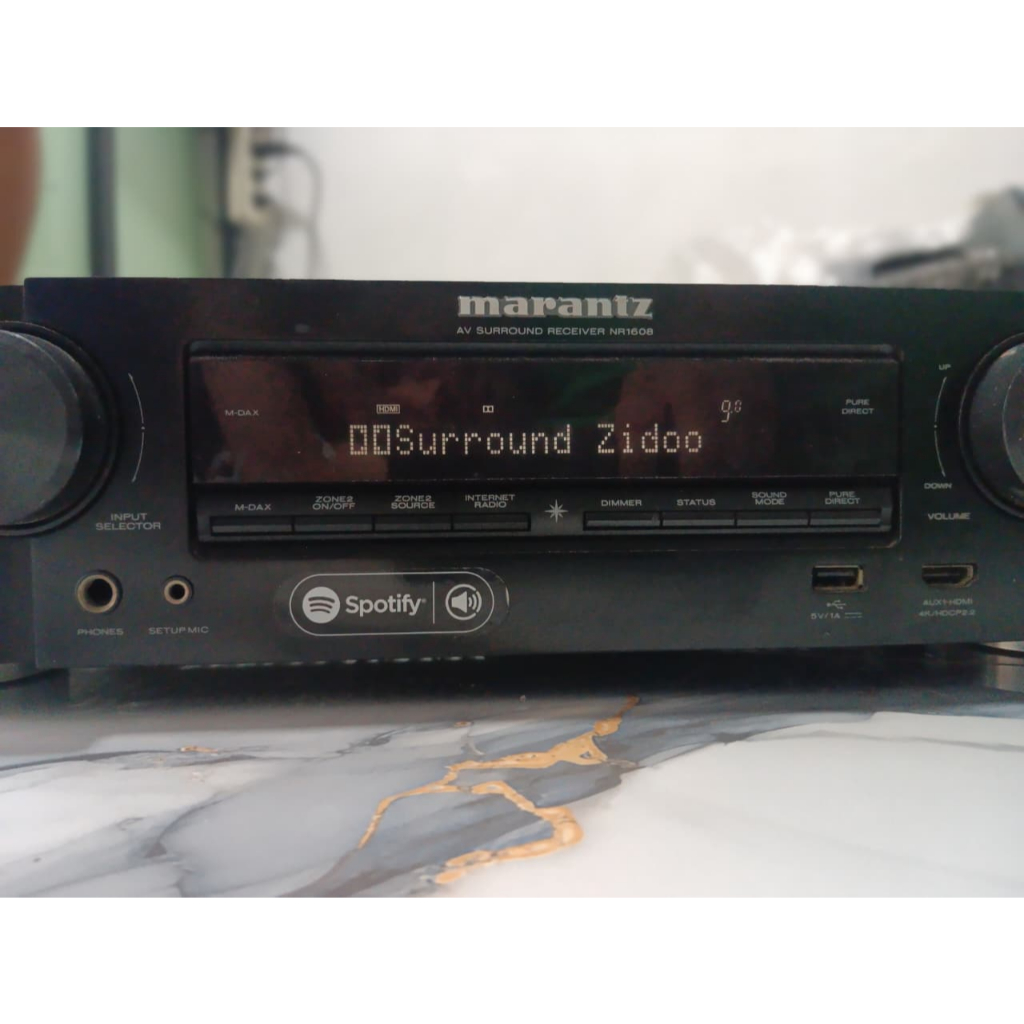 marantz
AV SURROUND RECEIVER NR1608
M-DAX
HDMI
9.0
PURE DIRECT
Surround Zidoo
UP
DOWN
VOLUME
INPUT SELECTOR
M-DAX
ZONE2 ON/OFF
ZONE2 SOURCE
INTERNET RADIO
DIMMER
STATUS
SOUND MODE
PURE DIRECT
PHONES
SETUP MIC
Spotify
5V/1A
AUX1-HDMI
4K/HDCP2.2